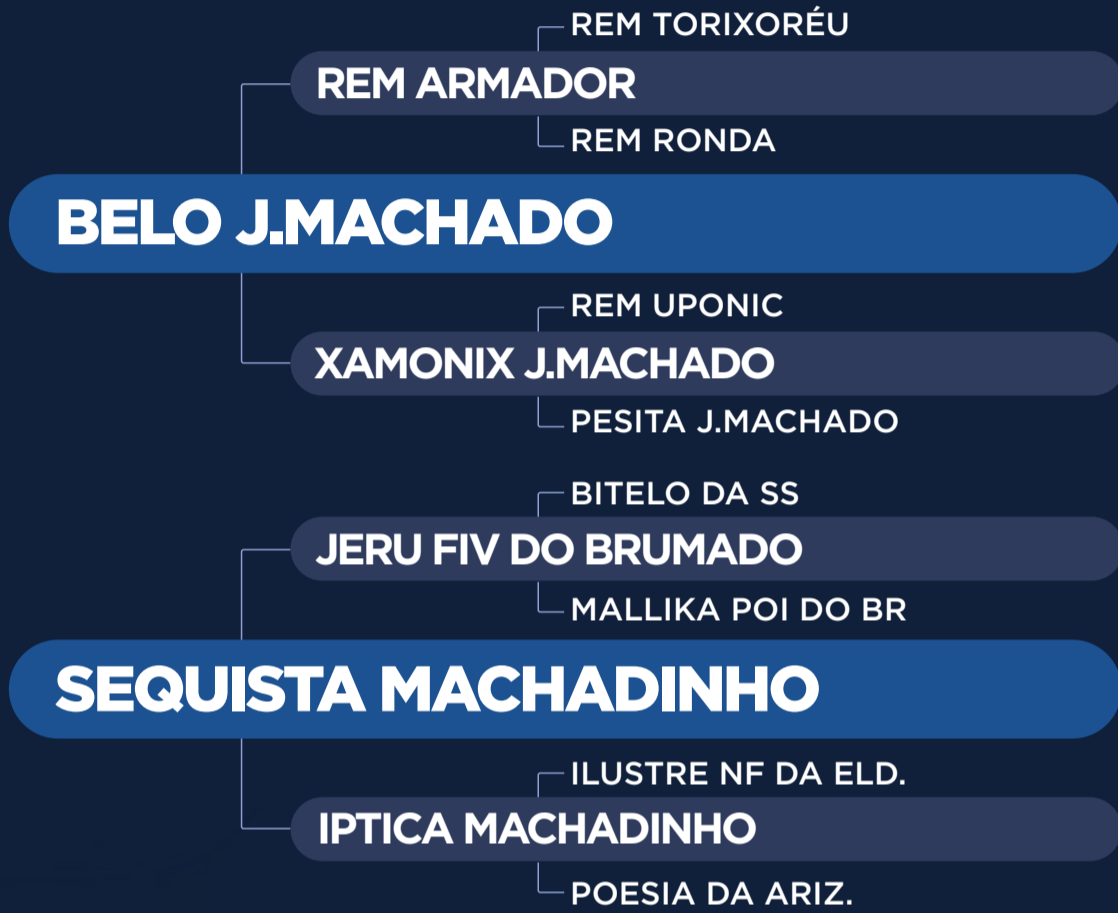 REM TORIXORÉU
REM ARMADOR
REM RONDA
BELO J.MACHADO
REM UPONIC
XAMONIX J.MACHADO
PESITA J.MACHADO
BITELO DA SS
JERU FIV DO BRUMADO
MALLIKA POI DO BR
SEQUISTA MACHADINHO
ILUSTRE NF DA ELD.
IPTICA MACHADINHO
POESIA DA ARIZ.